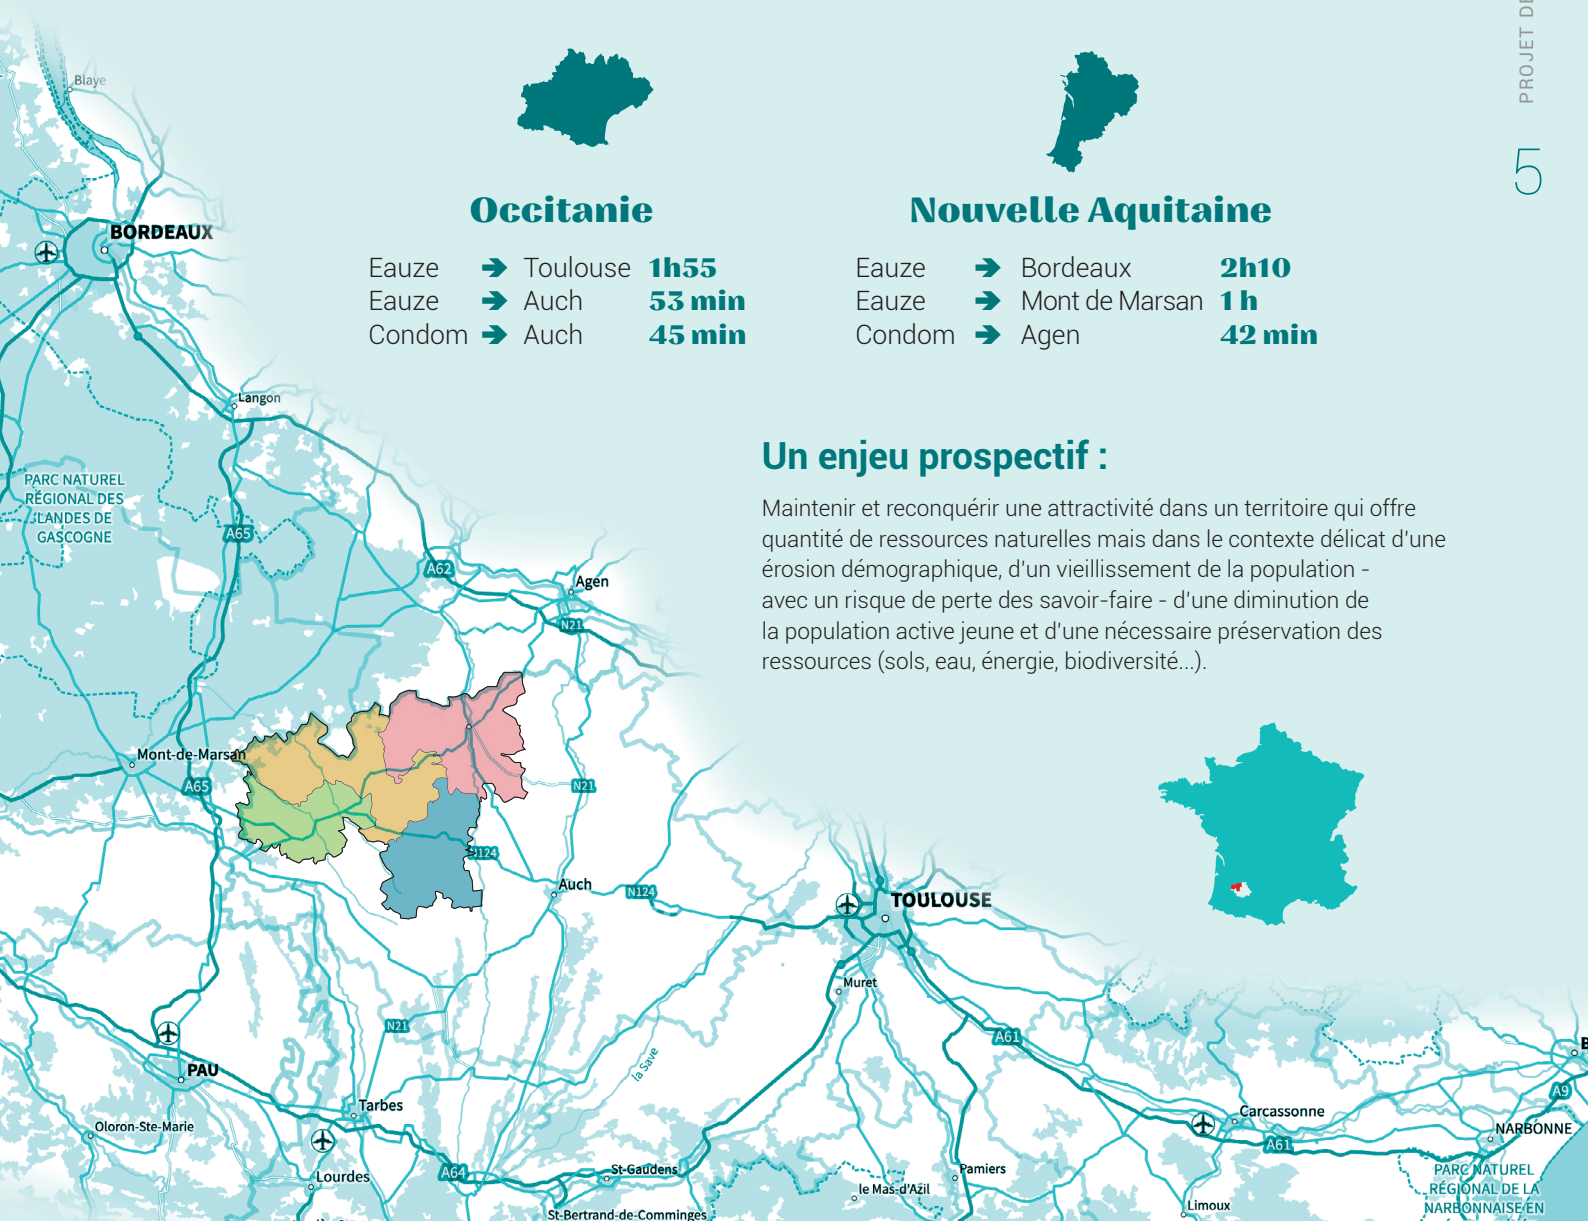 PROJET DE
5
Occitanie
Eauze ➔ Toulouse 1h55
Eauze ➔ Auch 53 min
Condom ➔ Auch 45 min
Nouvelle Aquitaine
Eauze ➔ Bordeaux 2h10
Eauze ➔ Mont de Marsan 1 h
Condom ➔ Agen 42 min
Un enjeu prospectif :
Maintenir et reconquérir une attractivité dans un territoire qui offre
quantité de ressources naturelles mais dans le contexte délicat d'une
érosion démographique, d'un vieillissement de la population -
avec un risque de perte des savoir-faire - d'une diminution de
la population active jeune et d'une nécessaire préservation des
ressources (sols, eau, énergie, biodiversité...).
Blaye
BORDEAUX
Langon
PARC NATUREL
RÉGIONAL DES
LANDES DE
GASCOGNE
A65
A62
Agen
N21
Mont-de-Marsan
A65
N21
N124
Auch
N124
TOULOUSE
Muret
N21
A61
la Save
PAU
Tarbes
Oloron-Ste-Marie
Lourdes
A64
St-Gaudens
St-Bertrand-de-Comminges
le Mas-d'Azil
Pamiers
Carcassonne
A61
Limoux
A9
NARBONNE
PARC NATUREL
RÉGIONAL DE LA
NARBONNAISE EN